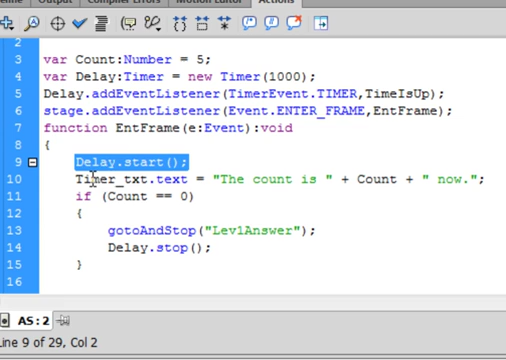 Output Compiler Errors Motion Editor Actions
2
3 var Count:Number = 5;
4 var Delay:Timer = new Timer(1000);
5 Delay.addEventListener(TimerEvent.TIMER,TimeIsUp);
6 stage.addEventListener(Event.ENTER_FRAME,EntFrame);
7 function EntFrame(e:Event):void
8 {
9 Delay.start();
10 Timer_txt.text = "The count is " + Count + " now.";
11 if (Count == 0)
12 {
13 gotoAndStop("Lev1Answer");
14 Delay.stop();
15 }
16
AS:2
Line 9 of 29, Col 2